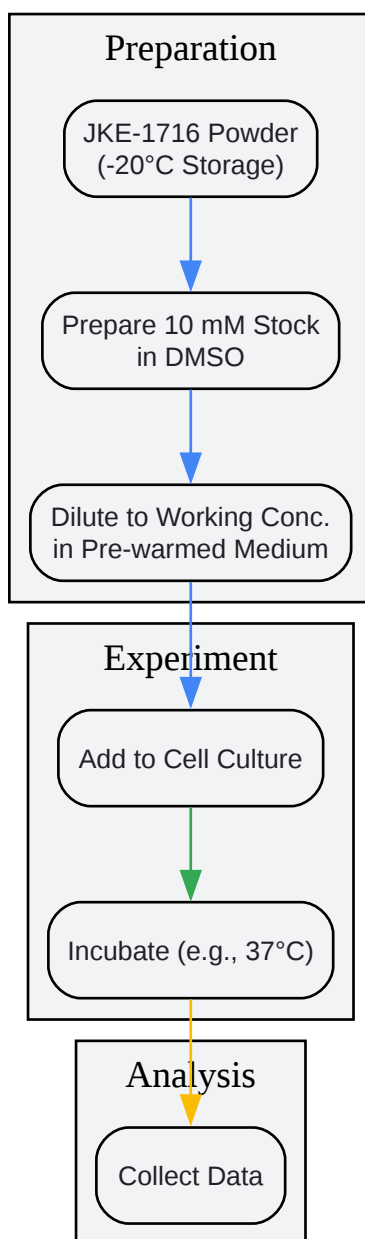 Preparation
JKE-1716 Powder
(-20°C Storage)
Prepare 10 mM Stock
in DMSO
Dilute to Working Conc.
in Pre-warmed Medium
Experiment
Add to Cell Culture
Incubate (e.g., 37°C)
Analysis
Collect Data